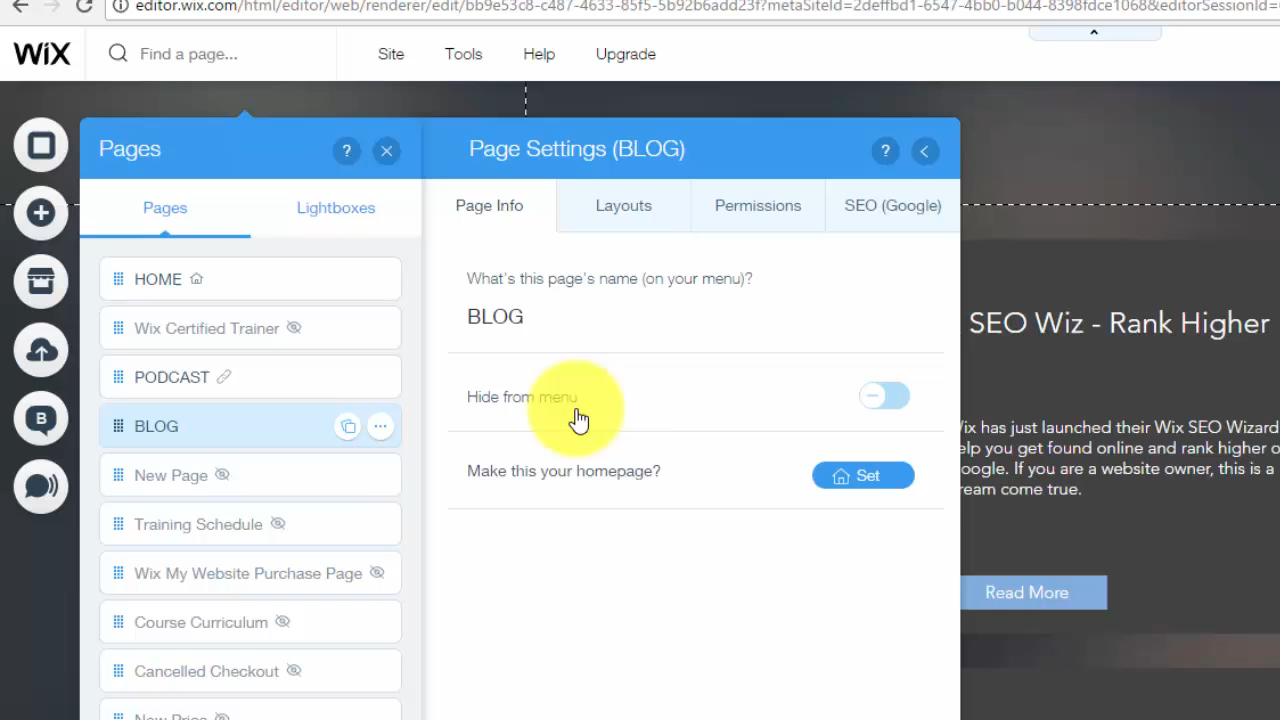 editor.wix.com/html/editor/web/renderer/edit/bb9e53c8-c487-4633-85f5-5b92b6add23f?metaSiteId=2deffbd1-6547-4bb0-b044-8398fdce1068&editorSessionId=
WiX
Find a page...
Site
Tools
Help
Upgrade
Pages
?
Page Settings (BLOG)
?
Pages
Lightboxes
Page Info
Layouts
Permissions
SEO (Google)
HOME
Wix Certified Trainer
PODCAST
BLOG
New Page
Training Schedule
Wix My Website Purchase Page
Course Curriculum
Cancelled Checkout
New Price
B
What's this page's name (on your menu)?
BLOG
Hide from menu
Make this your homepage?
Set
SEO Wiz - Rank Higher
ix has just launched their Wix SEO Wizard
elp you get found online and rank higher o
oogle. If you are a website owner, this is a
ream come true.
Read More